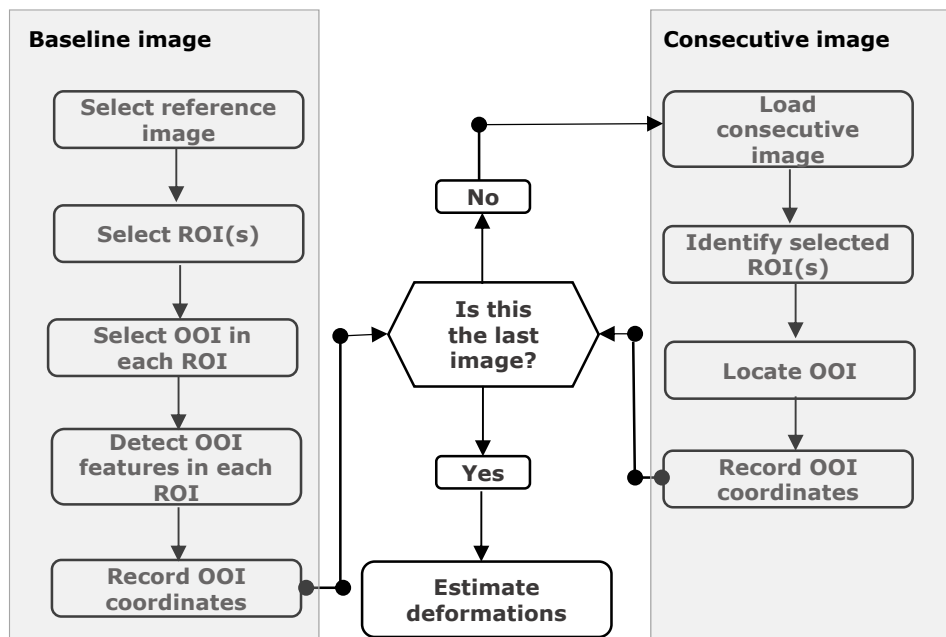 Baseline image
Select reference
image
Select ROI(s)
Select OOI in
each ROI
Detect OOI
features in each
ROI
Record OOI
coordinates
No
Is this
the last
image?
Yes
Estimate
deformations
Consecutive image
Load
consecutive
image
Identify selected
ROI(s)
Locate OOI
Record OOI
coordinates